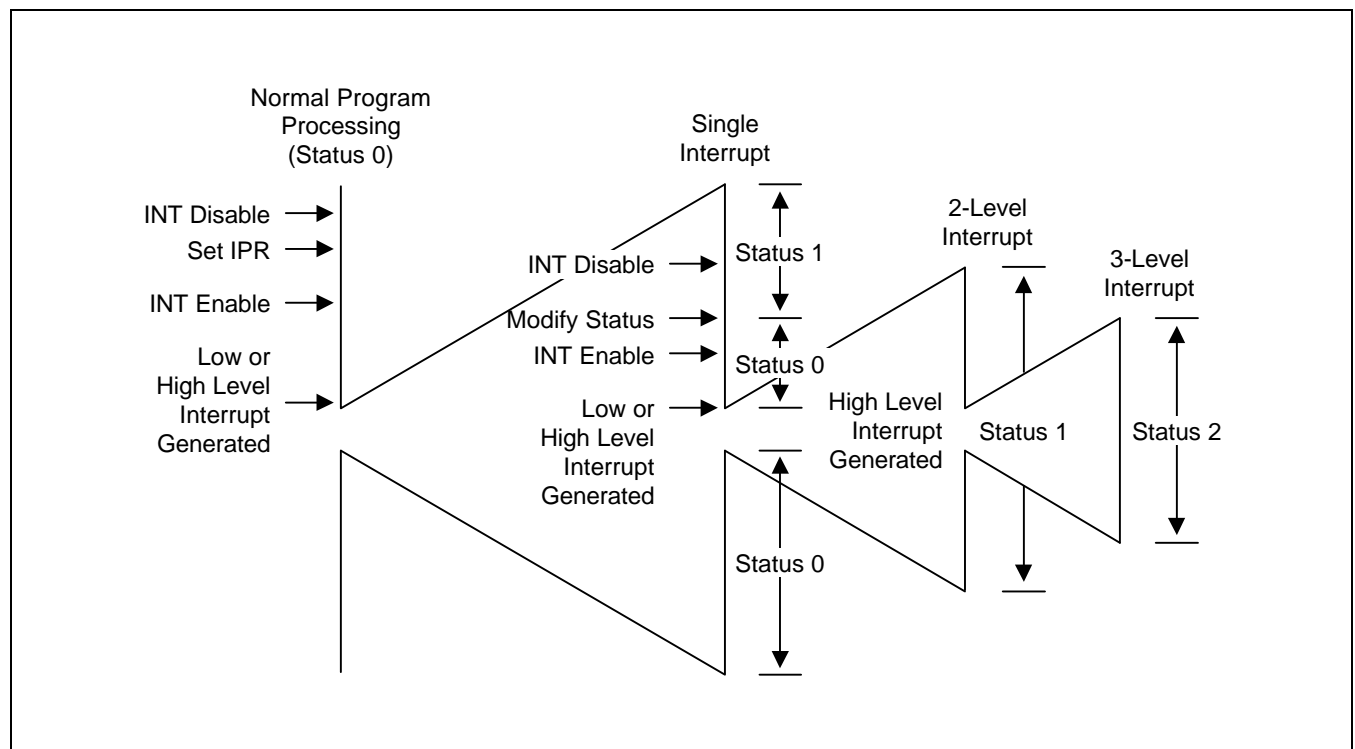 Normal Program
Processing
(Status 0)
INT Disable
Set IPR
INT Enable
Low or
High Level
Interrupt
Generated
Single
Interrupt
INT Disable
Modify Status
INT Enable
Low or
High Level
Interrupt
Generated
Status 1
Status 0
Status 0
2-Level
Interrupt
High Level
Interrupt
Generated
Status 1
3-Level
Interrupt
Status 2